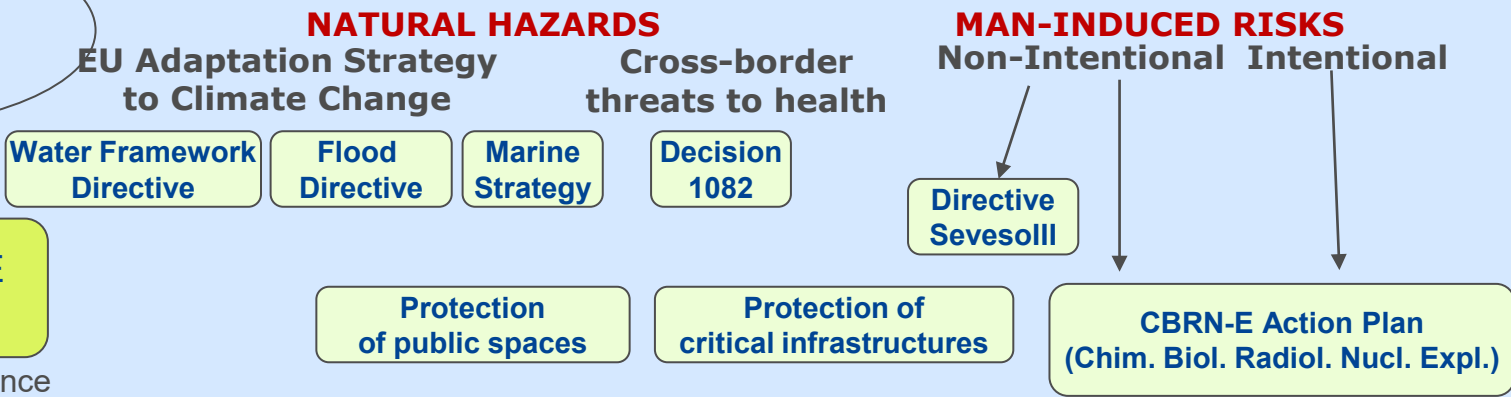 NATURAL HAZARDS
MAN-INDUCED RISKS
EU Adaptation Strategy
to Climate Change
Cross-border
threats to health
Non-Intentional Intentional
Water Framework
Directive
Flood
Directive
Marine
Strategy
Decision
1082
Directive
SevesoIII
Protection
of public spaces
Protection of
critical infrastructures
CBRN-E Action Plan
(Chim. Biol. Radiol. Nucl. Expl.)
nce